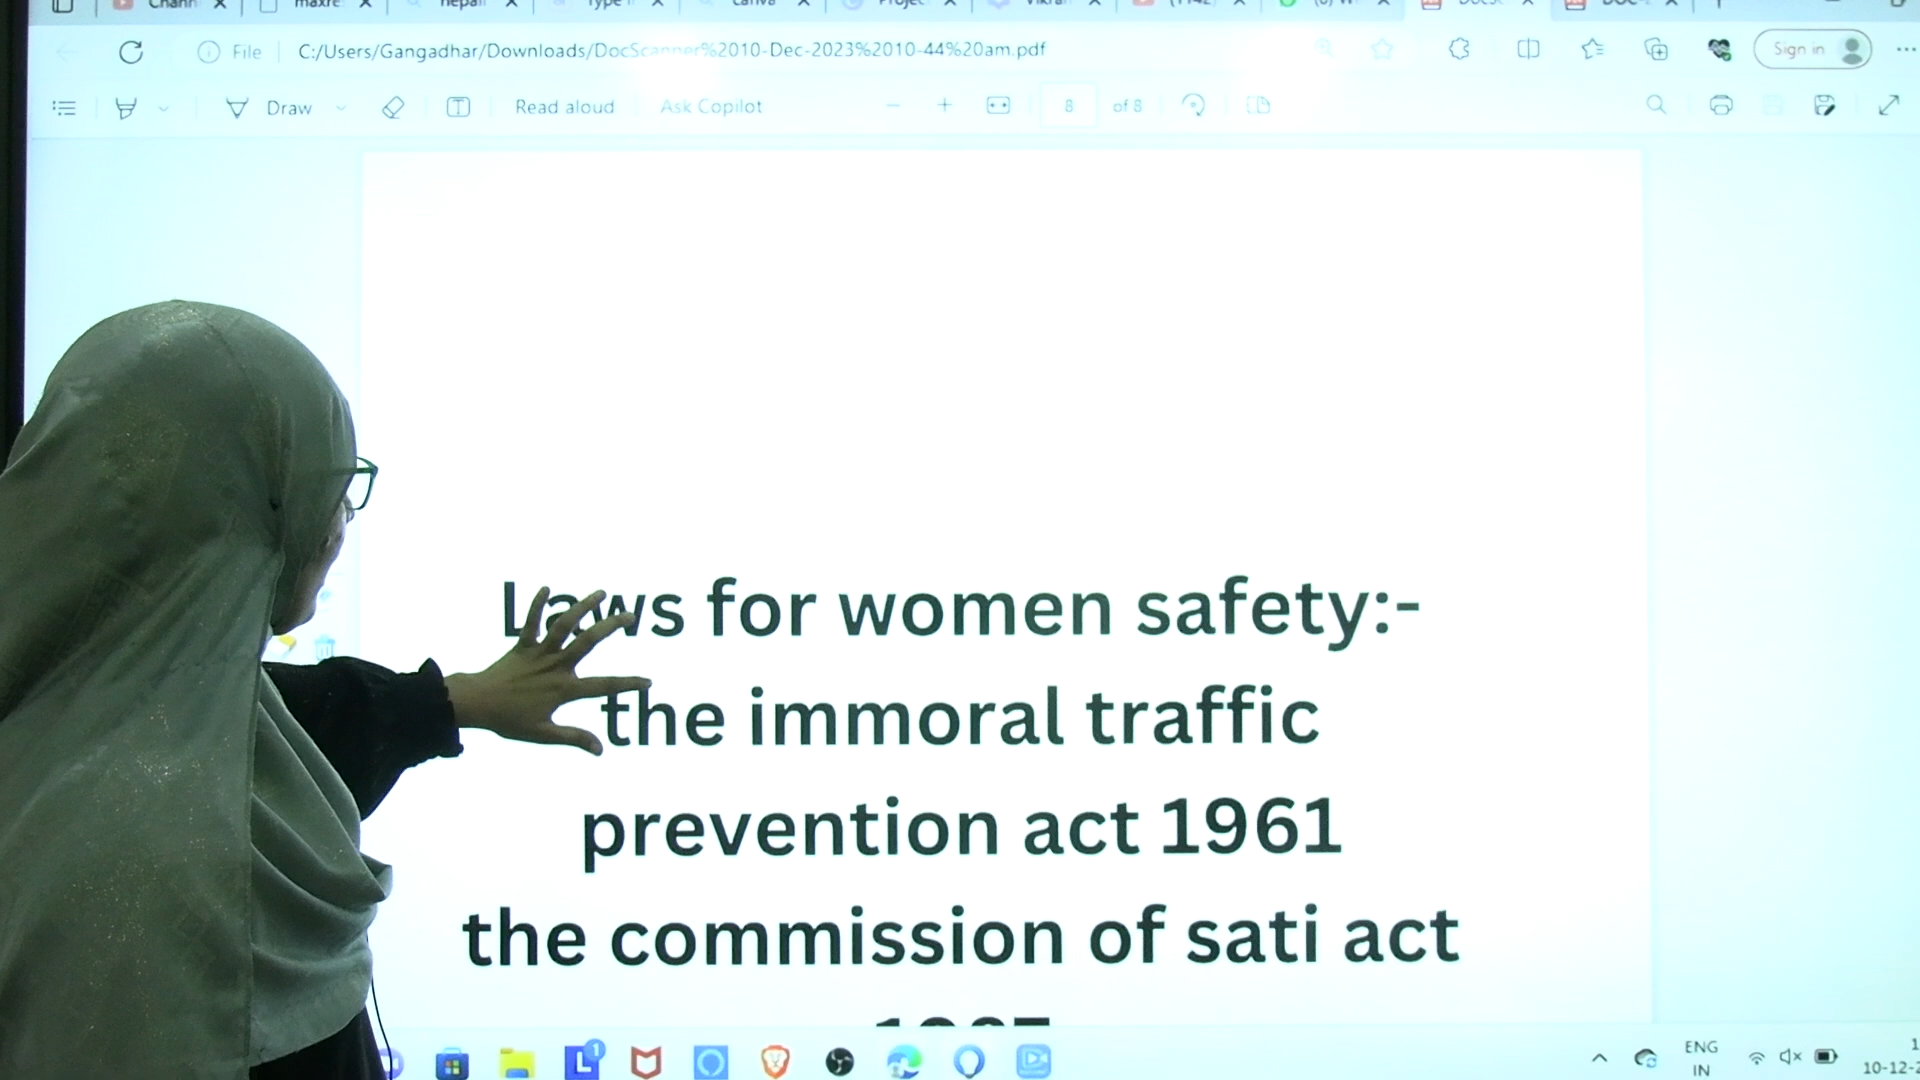 File C:/Users/Gangadhar/Downloads/DocScanner%2010-Dec-2023%2010-44%20am.pdf
Sign in
Draw Read aloud Ask Copilot 8 of 8
Laws for women safety:-
the immoral traffic
prevention act 1961
the commission of sati act
ENG
IN